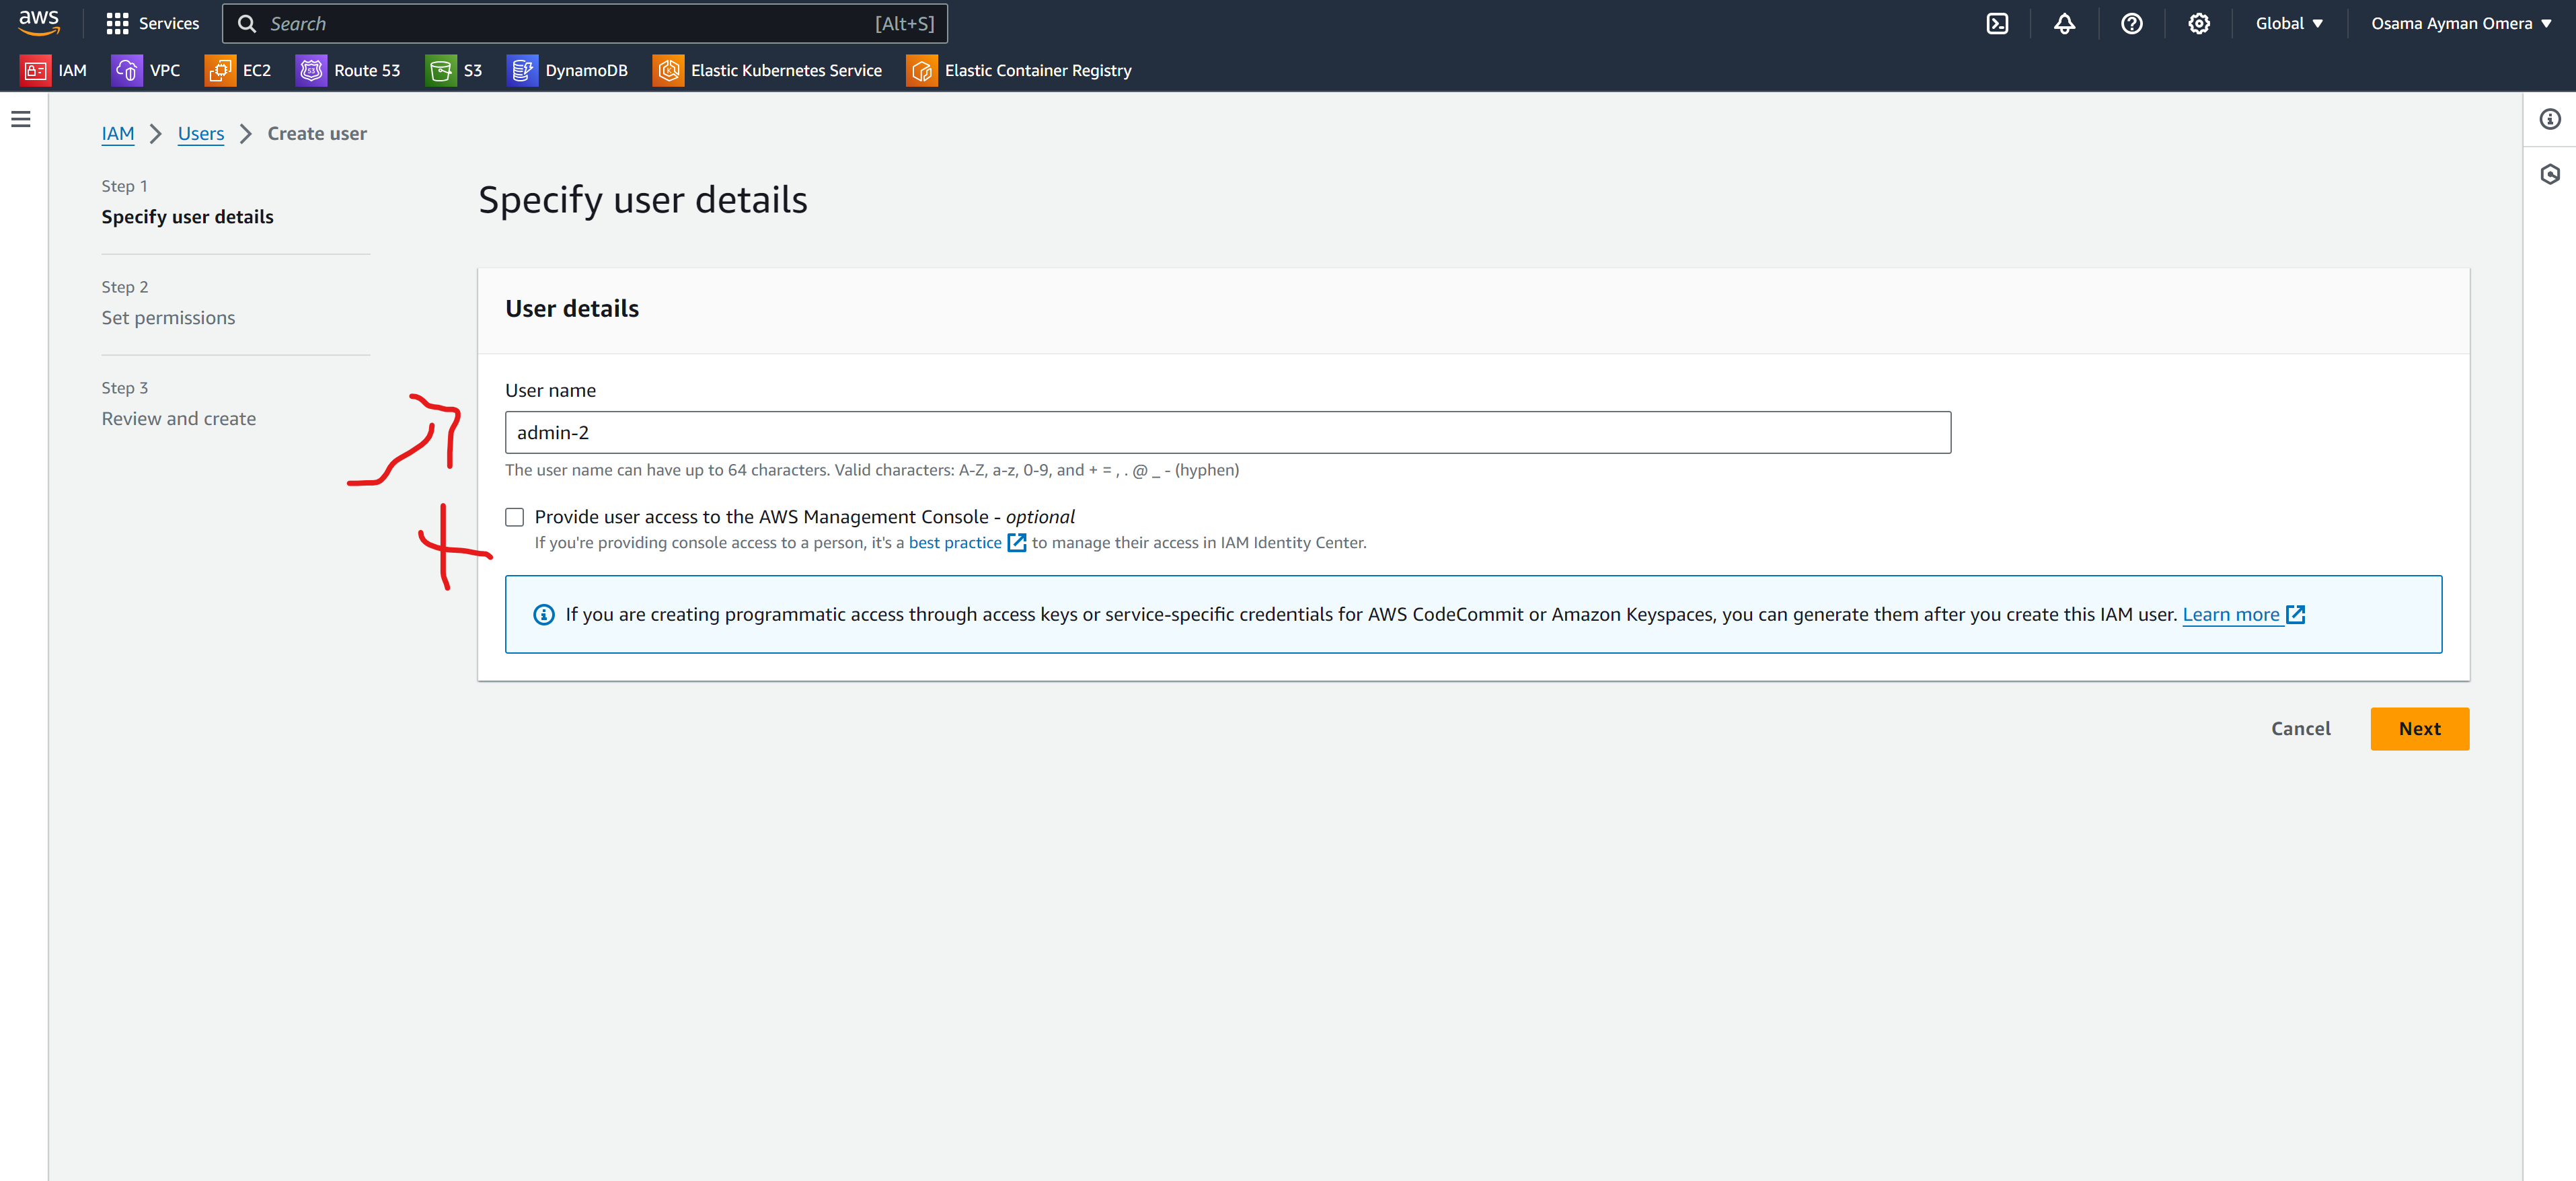 aws Services Search [Alt+S] Global Osama Ayman Omera
IAM VPC EC2 53 Route 53 S3 DynamoDB Elastic Kubernetes Service Elastic Container Registry
IAM Users Create user
Step 1
Specify user details
Step 2
Set permissions
Step 3
Review and create
Specify user details
User details
User name
admin-2
The user name can have up to 64 characters. Valid characters: A-Z, a-z, 0-9, and + = , . @ _ - (hyphen)
Provide user access to the AWS Management Console - optional
If you're providing console access to a person, it's a best practice to manage their access in IAM Identity Center.
If you are creating programmatic access through access keys or service-specific credentials for AWS CodeCommit or Amazon Keyspaces, you can generate them after you create this IAM user. Learn more
Cancel Next